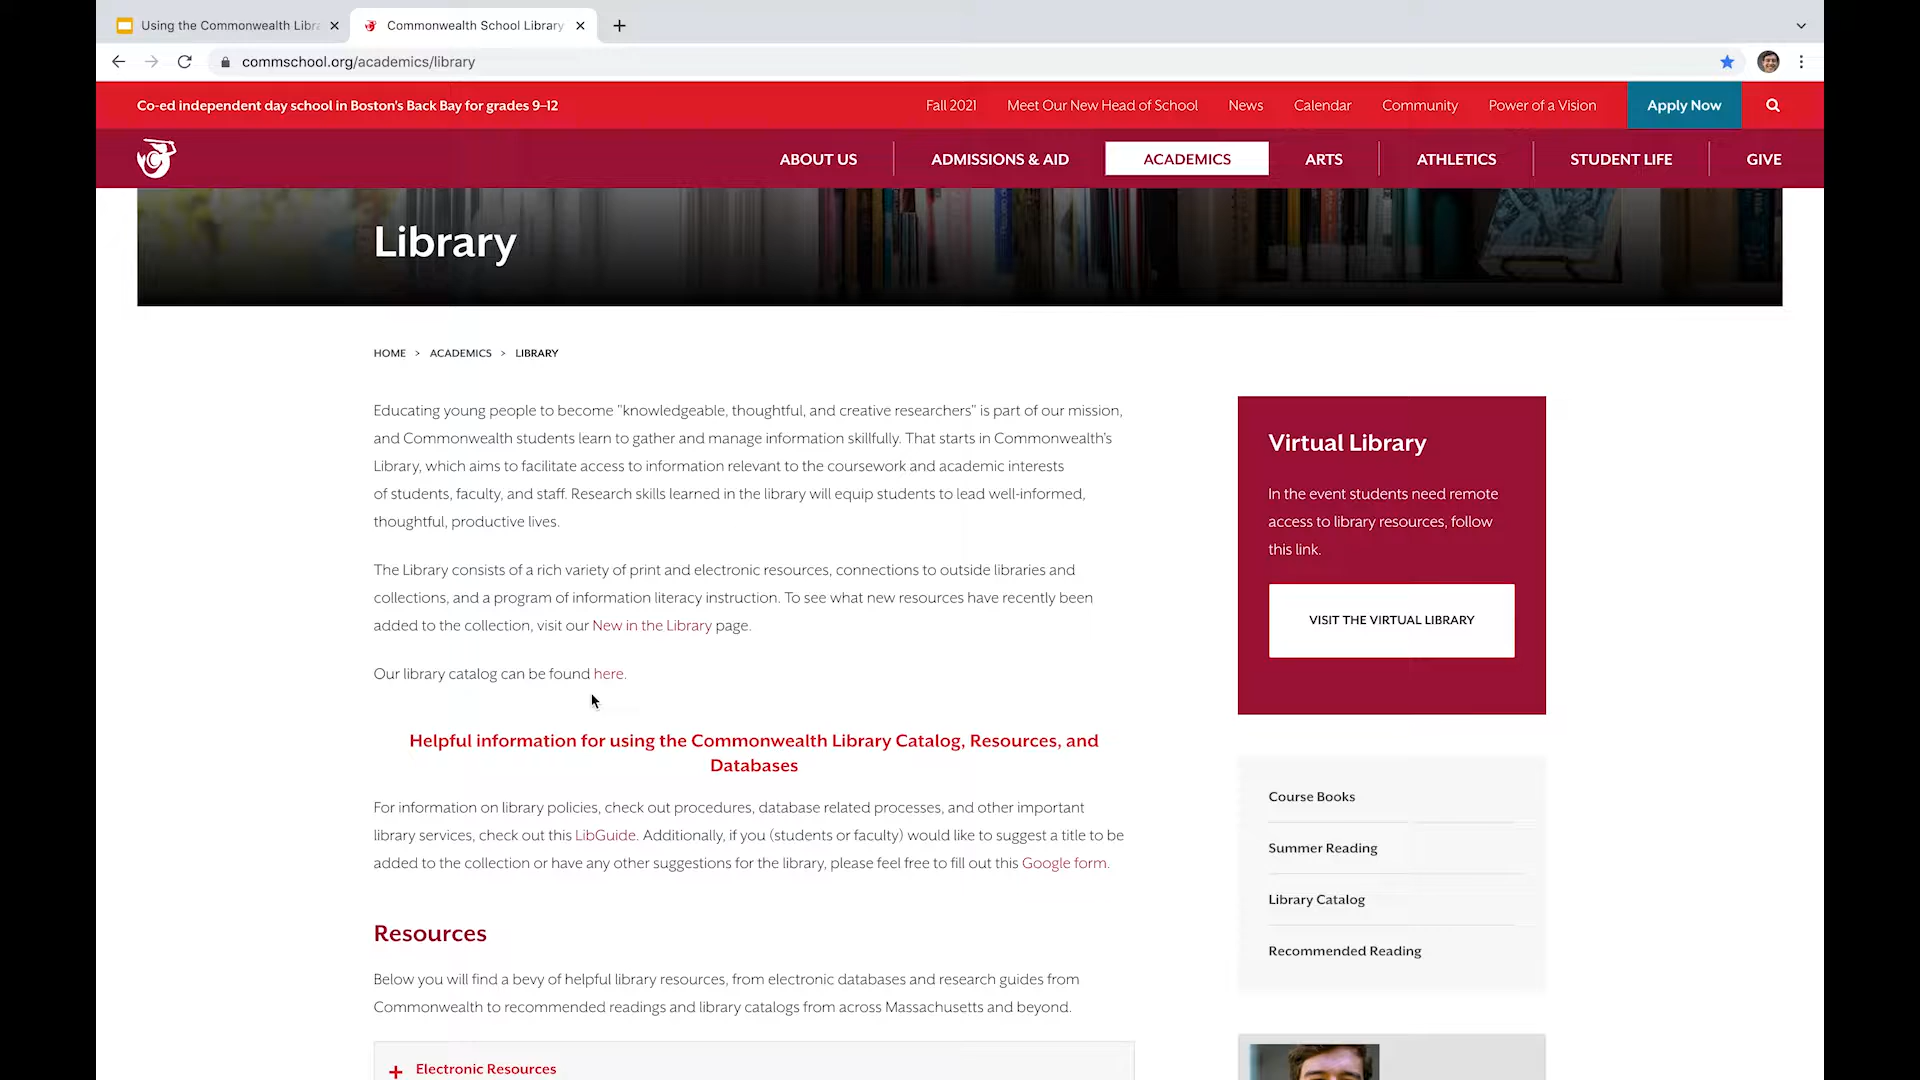 Using the Commonwealth Libr
Commonwealth School Library
commschool.org/academics/library
Co-ed independent day school in Boston's Back Bay for grades 9–12
Fall 2021 Meet Our New Head of School News Calendar Community Power of a Vision Apply Now
ABOUT US ADMISSIONS & AID ACADEMICS ARTS ATHLETICS STUDENT LIFE GIVE
Library
HOME > ACADEMICS > LIBRARY
Educating young people to become "knowledgeable, thoughtful, and creative researchers" is part of our mission,
and Commonwealth students learn to gather and manage information skillfully. That starts in Commonwealth's
Library, which aims to facilitate access to information relevant to the coursework and academic interests
of students, faculty, and staff. Research skills learned in the library will equip students to lead well-informed,
thoughtful, productive lives.
The Library consists of a rich variety of print and electronic resources, connections to outside libraries and
collections, and a program of information literacy instruction. To see what new resources have recently been
added to the collection, visit our New in the Library page.
Our library catalog can be found here.
Helpful information for using the Commonwealth Library Catalog, Resources, and
Databases
For information on library policies, check out procedures, database related processes, and other important
library services, check out this LibGuide. Additionally, if you (students or faculty) would like to suggest a title to be
added to the collection or have any other suggestions for the library, please feel free to fill out this Google form.
Resources
Below you will find a bevy of helpful library resources, from electronic databases and research guides from
Commonwealth to recommended readings and library catalogs from across Massachusetts and beyond.
+ Electronic Resources
Virtual Library
In the event students need remote
access to library resources, follow
this link.
VISIT THE VIRTUAL LIBRARY
Course Books
Summer Reading
Library Catalog
Recommended Reading